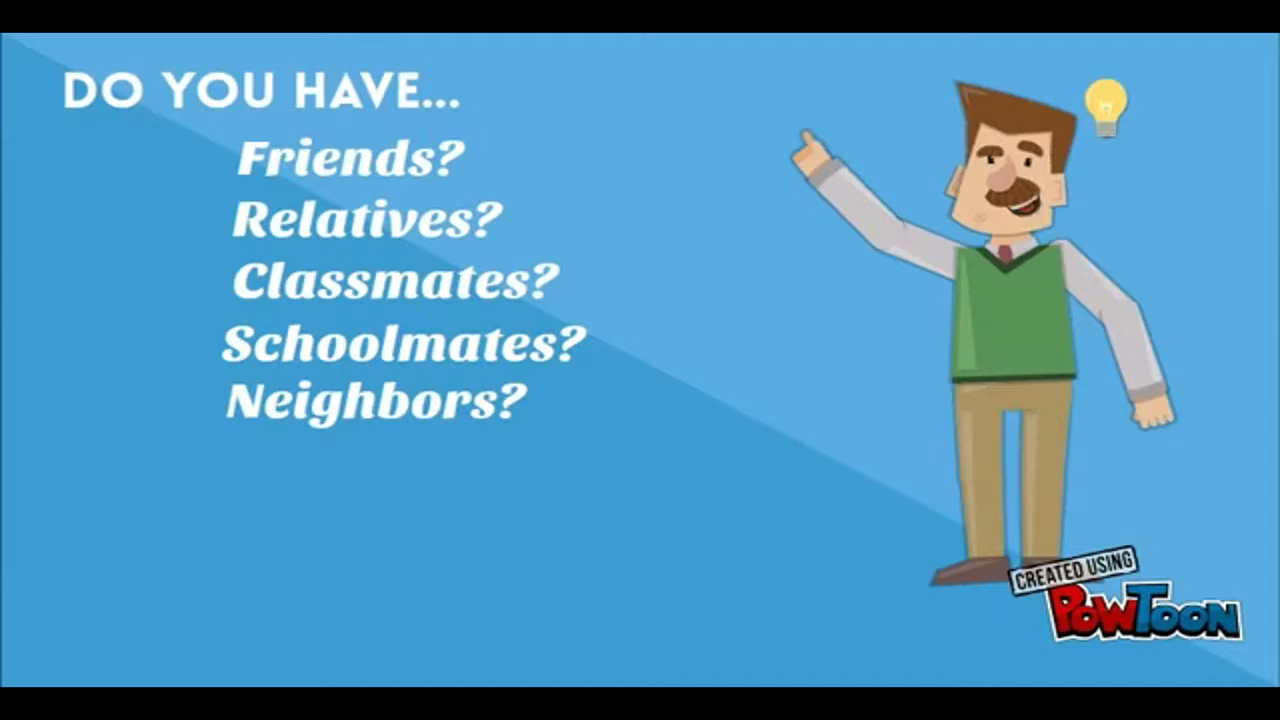 DO YOU HAVE...
Friends?
Relatives?
Classmates?
Schoolmates?
Neighbors?
CREATED USING
POWTOON